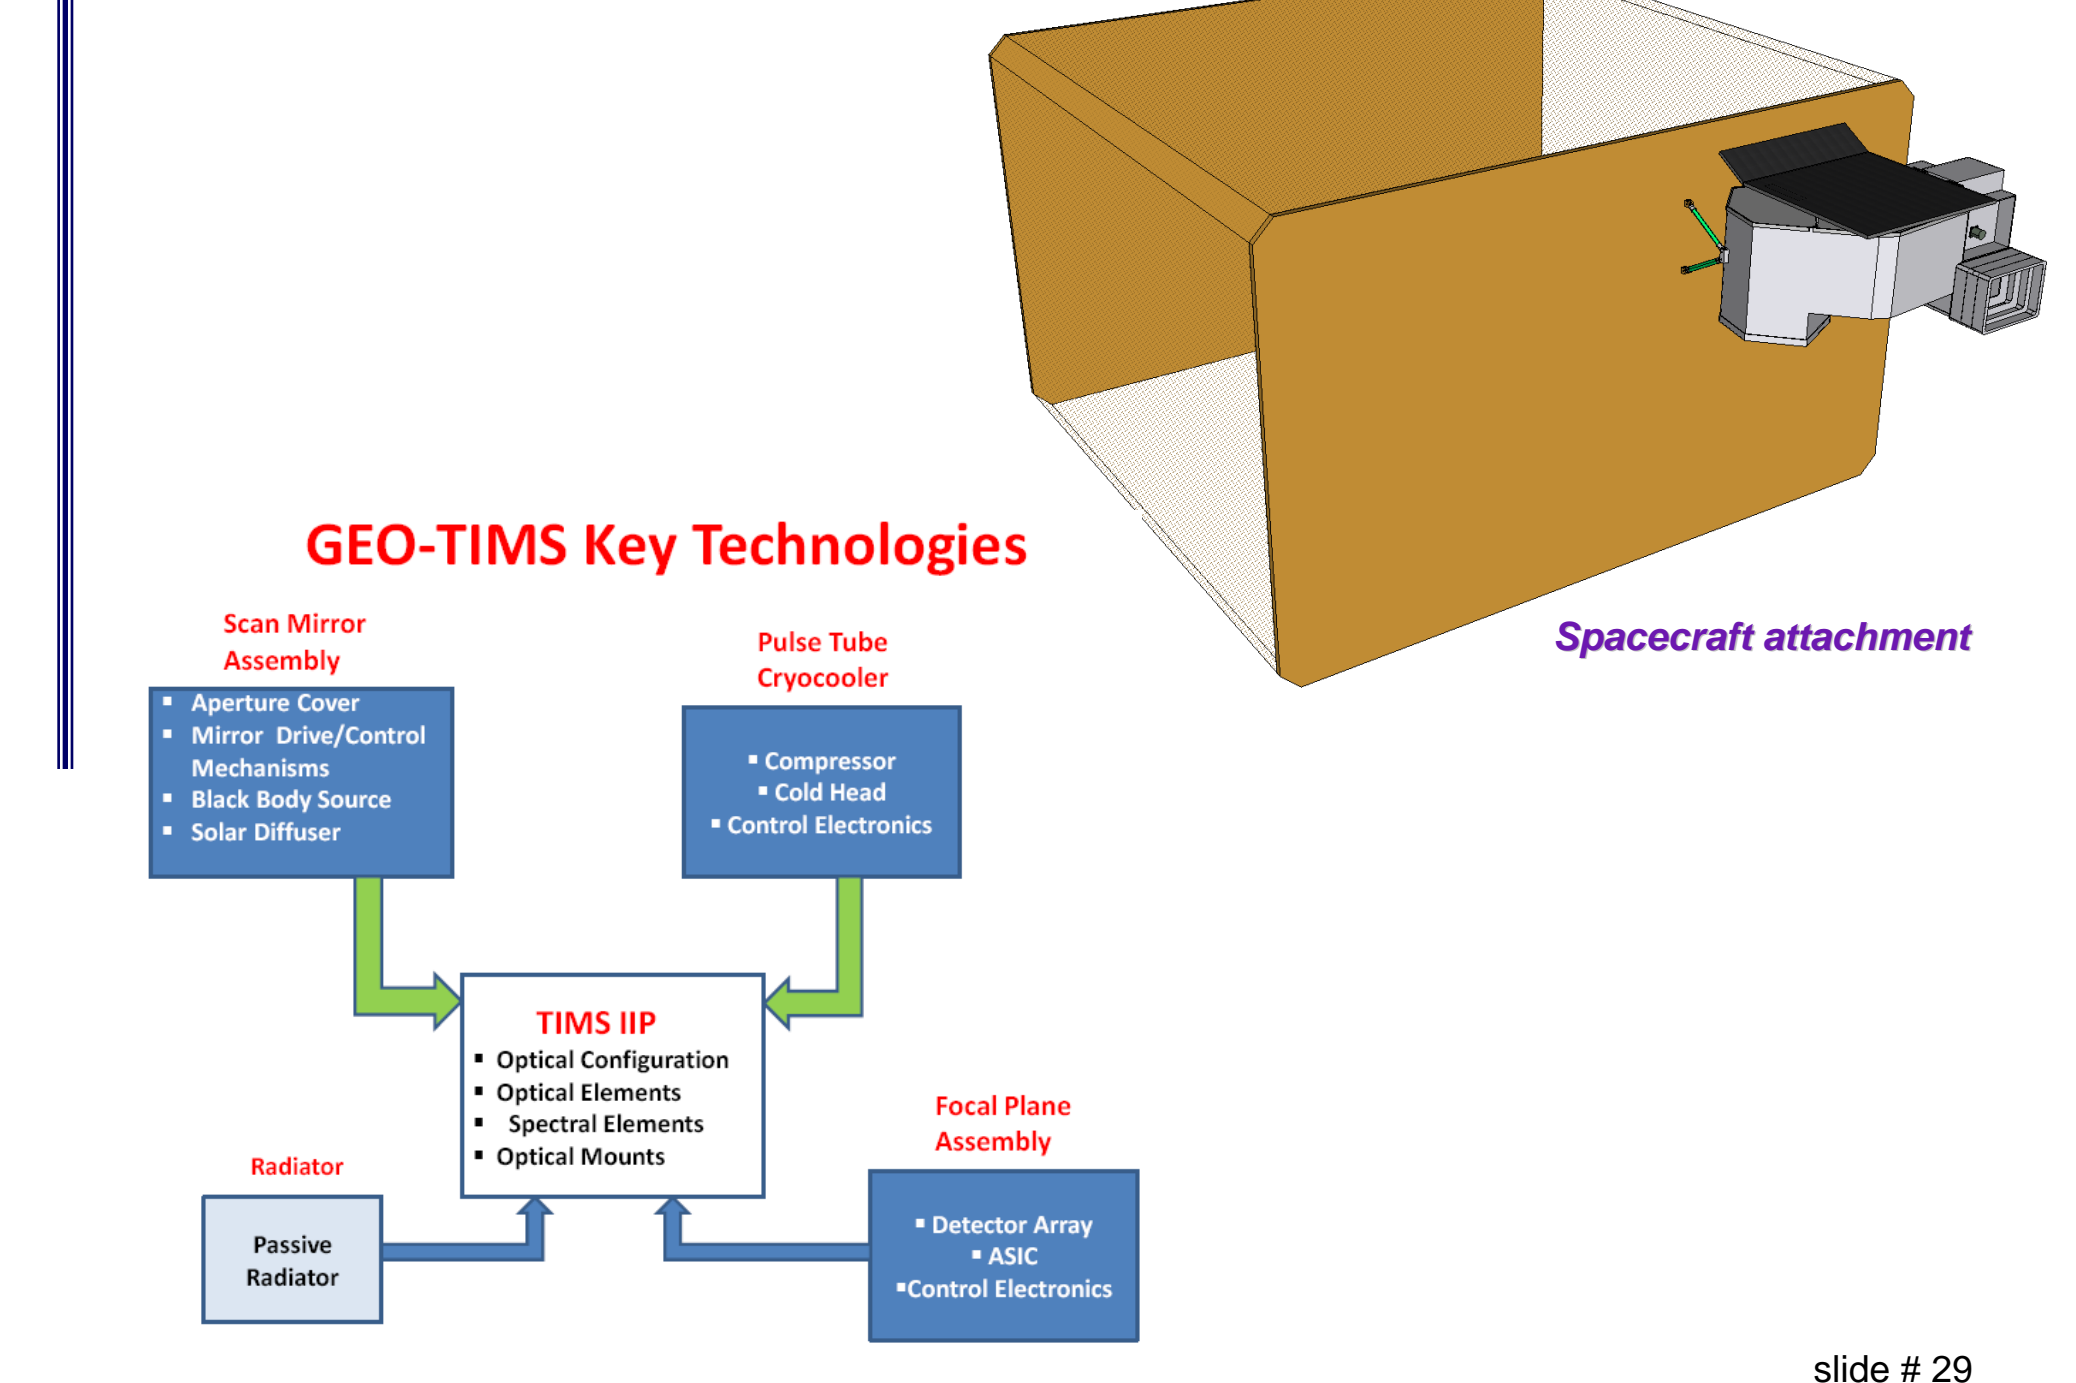 GEO-TIMS Key Technologies
Spacecraft attachment
Scan Mirror
Assembly
▪ Aperture Cover
▪ Mirror Drive/Control
Mechanisms
▪ Black Body Source
▪ Solar Diffuser
Pulse Tube
Cryocooler
▪ Compressor
▪ Cold Head
▪ Control Electronics
TIMS IIP
▪ Optical Configuration
▪ Optical Elements
▪ Spectral Elements
▪ Optical Mounts
Radiator
Passive
Radiator
Focal Plane
Assembly
▪ Detector Array
▪ ASIC
▪Control Electronics
slide # 29